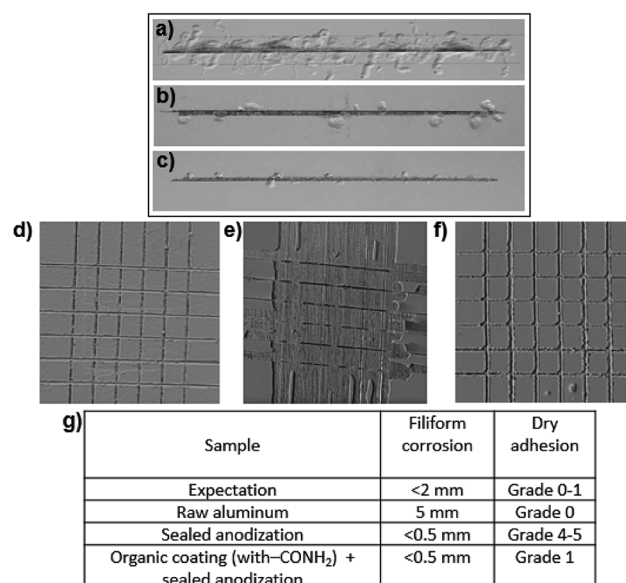 a)
b)
c)
d) e) f)
g)
Sample Filiform corrosion Dry adhesion
Expectation <2 mm Grade 0-1
Raw aluminum 5 mm Grade 0
Sealed anodization <0.5 mm Grade 4-5
Organic coating (with–CONH₂) + sealed anodization <0.5 mm Grade 1